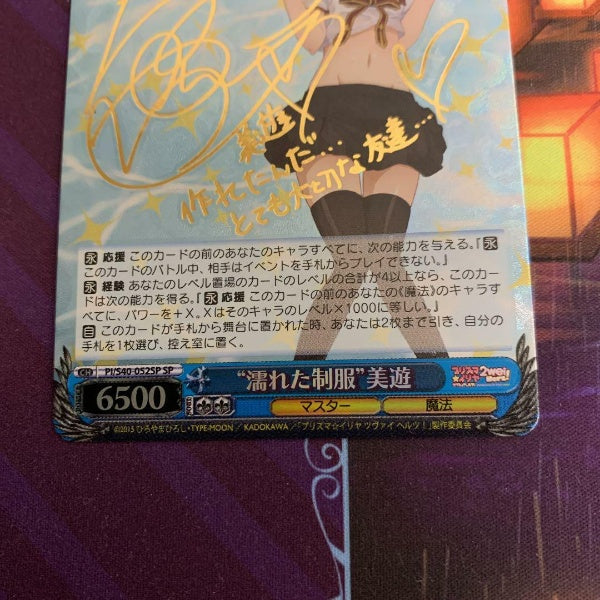 美遊
作れたんだ…
とても大切な友達…
永 応援 このカードの前のあなたのキャラすべてに、次の能力を与える。『永
このカードのバトル中、相手はイベントを手札からプレイできない。』
永 経験 あなたのレベル置場のカードのレベルの合計が4以上なら、このカー
ドは次の能力を得る。『永 応援 このカードの前のあなたの《魔法》のキャラす
べてに、パワーを＋X。Xはそのキャラのレベル×1000に等しい。』
自 このカードが手札から舞台に置かれた時、あなたは2枚まで引き、自分の
手札を1枚選び、控え室に置く。
PI/S40-052SP SP
6500
“濡れた制服”美遊
マスター 魔法
プリズマ☆イリヤ 2wei
©2015 ひろやまひろし・TYPE-MOON ／ KADOKAWA ／「プリズマ☆イリヤ ツヴァイ ヘルツ！」製作委員会